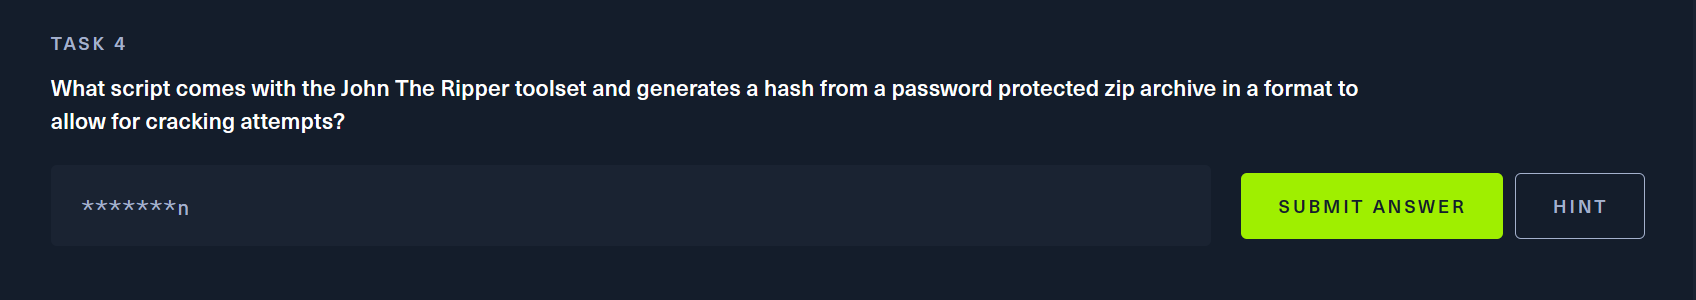 TASK 4
What script comes with the John The Ripper toolset and generates a hash from a password protected zip archive in a format to
allow for cracking attempts?
*******n
SUBMIT ANSWER
HINT